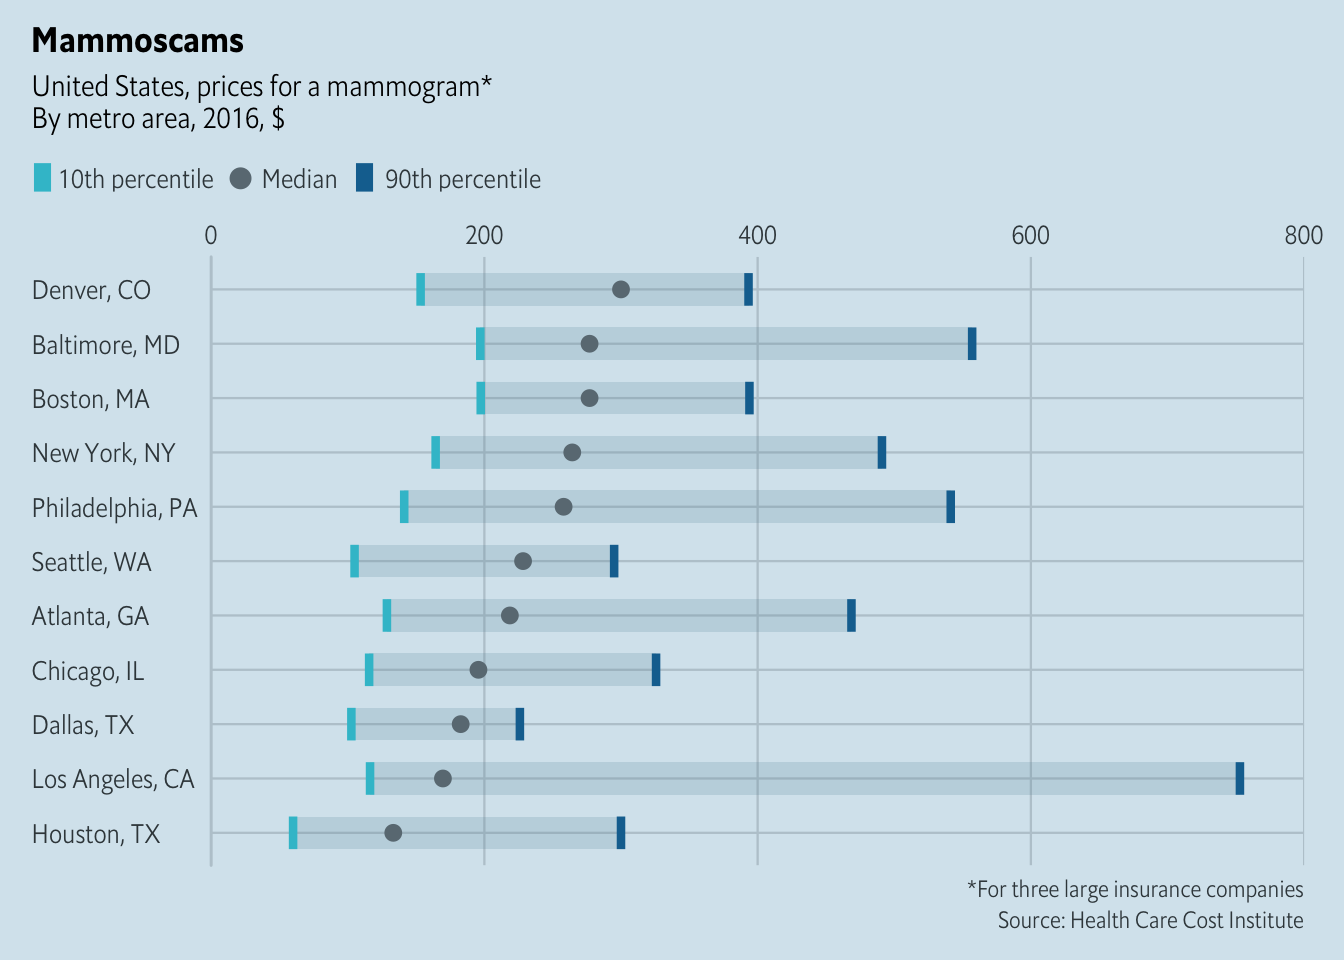 Mammoscams
United States, prices for a mammogram*
By metro area, 2016, $
10th percentile Median 90th percentile
0 200 400 600 800
Denver, CO
Baltimore, MD
Boston, MA
New York, NY
Philadelphia, PA
Seattle, WA
Atlanta, GA
Chicago, IL
Dallas, TX
Los Angeles, CA
Houston, TX
*For three large insurance companies
Source: Health Care Cost Institute